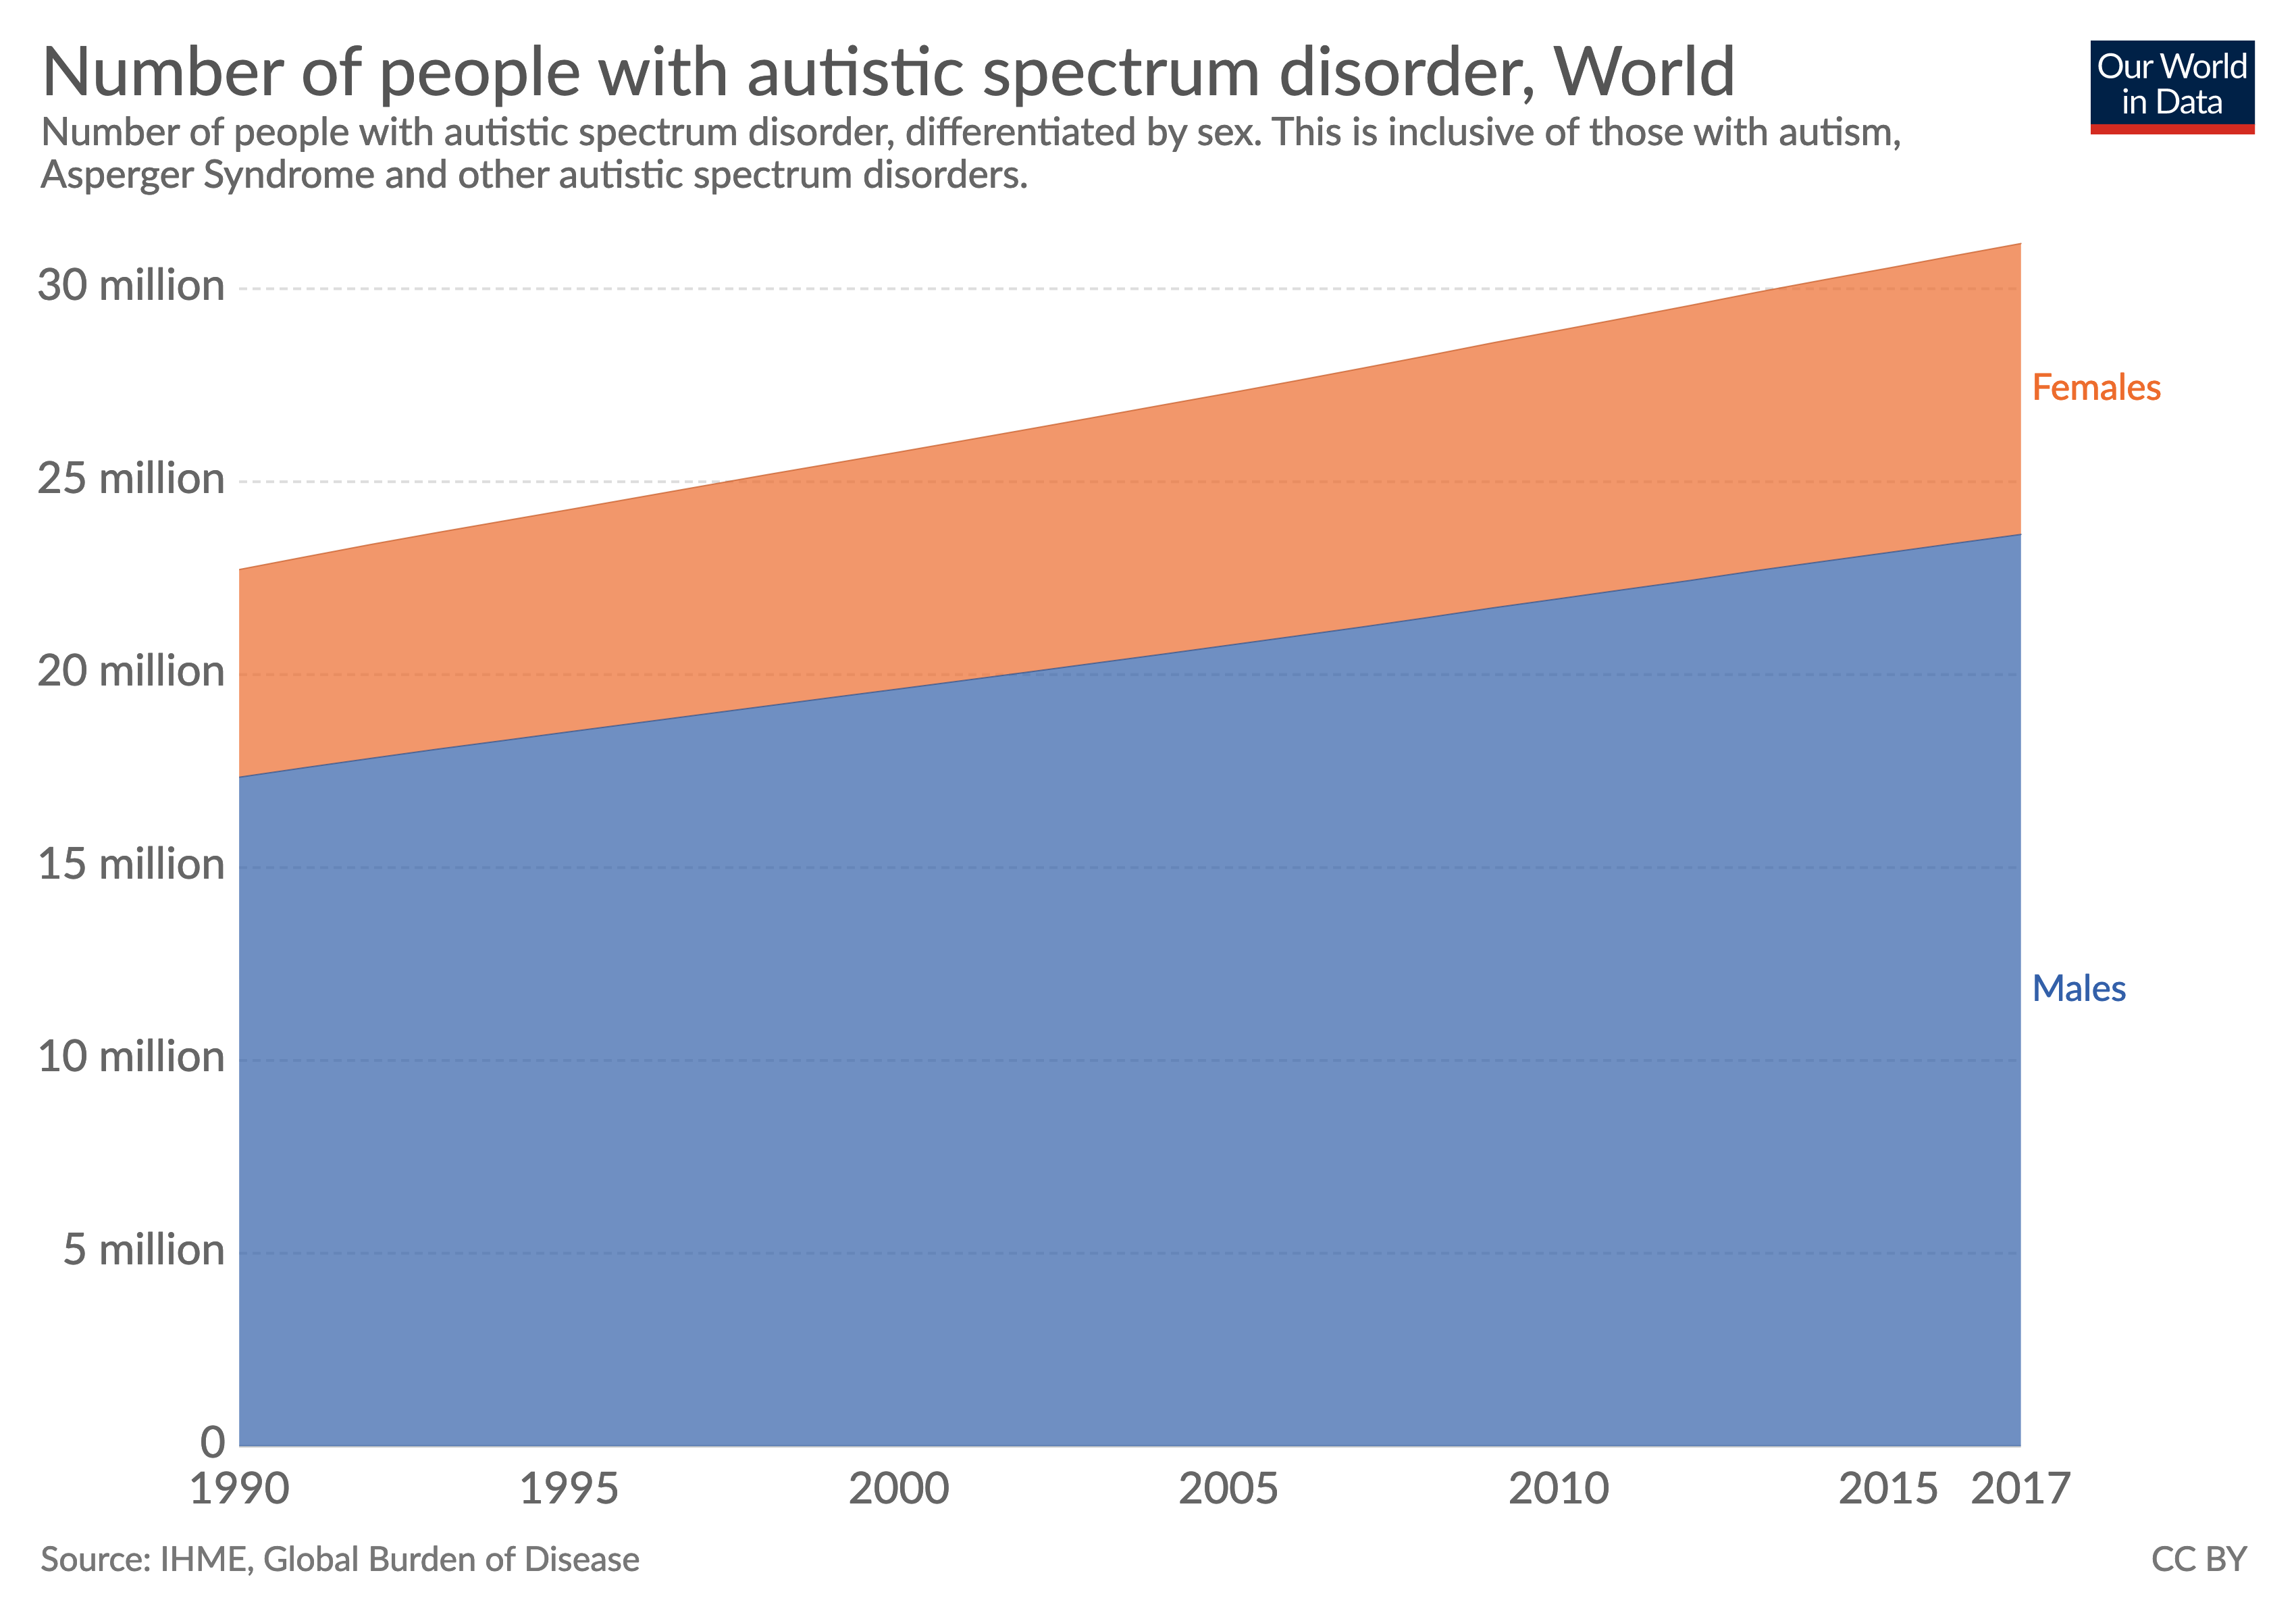 Number of people with autistic spectrum disorder, World
Our World
in Data
Number of people with autistic spectrum disorder, differentiated by sex. This is inclusive of those with autism,
Asperger Syndrome and other autistic spectrum disorders.
30 million
25 million
20 million
15 million
10 million
5 million
0
Females
Males
1990 1995 2000 2005 2010 2015 2017
Source: IHME, Global Burden of Disease
CC BY